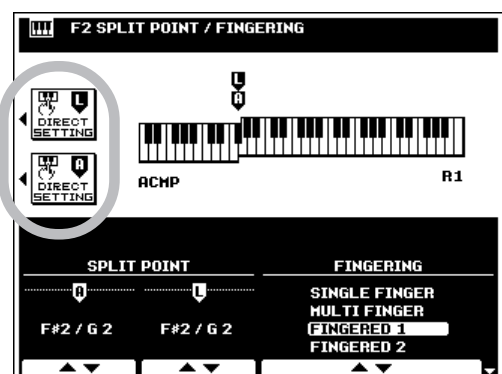 F2 SPLIT POINT / FINGERING
L
A
L
DIRECT
SETTING
A
DIRECT
SETTING
ACMP
R1
SPLIT POINT
FINGERING
A
L
F#2 / G 2
F#2 / G 2
SINGLE FINGER
MULTI FINGER
FINGERED 1
FINGERED 2